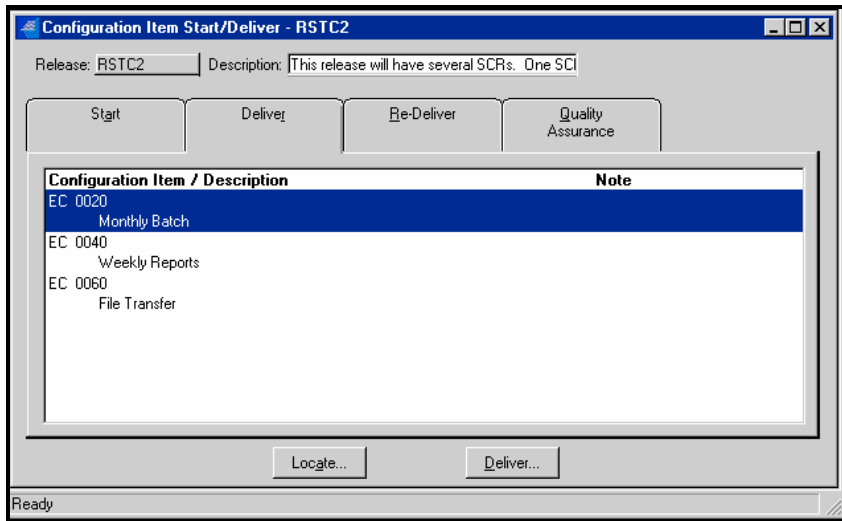 Configuration Item Start/Deliver - RSTC2
Release: RSTC2 Description: This release will have several SCRs. One SCI
Start Deliver Re-Deliver Quality
Assurance
Configuration Item / Description Note
EC 0020
Monthly Batch
EC 0040
Weekly Reports
EC 0060
File Transfer
Locate... Deliver...
Ready